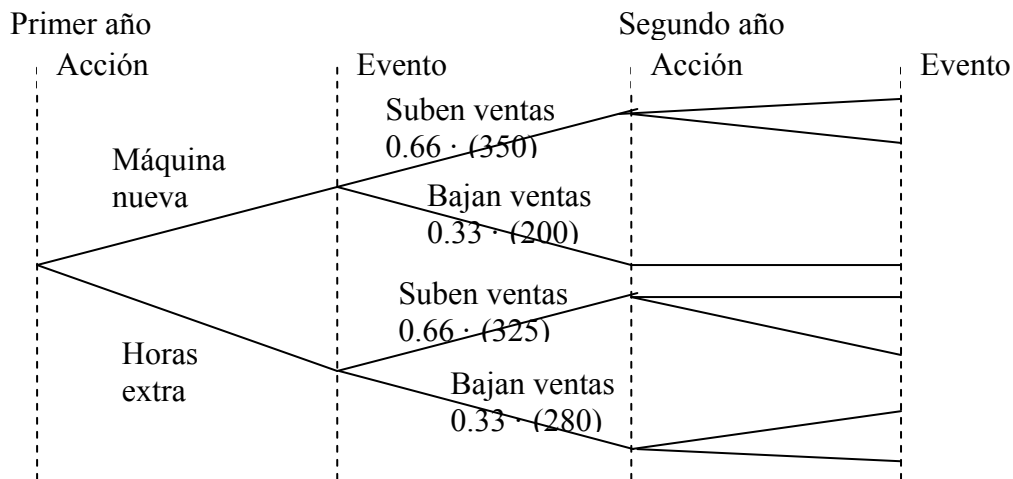 Primer año
Segundo año
Acción
Evento
Acción
Evento
Suben ventas
0.66 · (350)
Máquina
nueva
Bajan ventas
0.33 · (200)
Suben ventas
0.66 · (325)
Horas
extra
Bajan ventas
0.33 · (280)